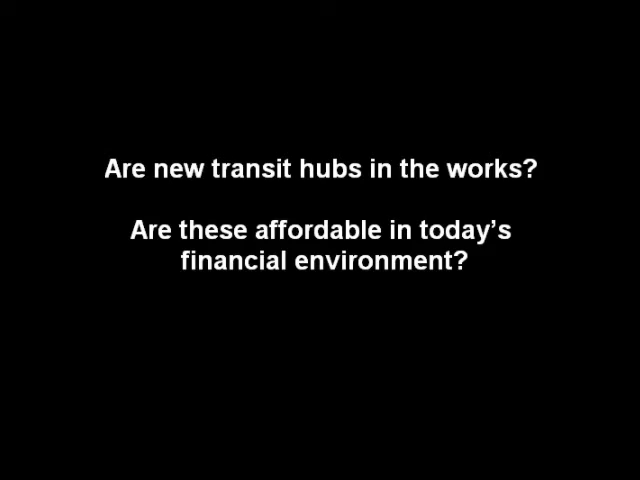 Are new transit hubs in the works?
Are these affordable in today’s
financial environment?